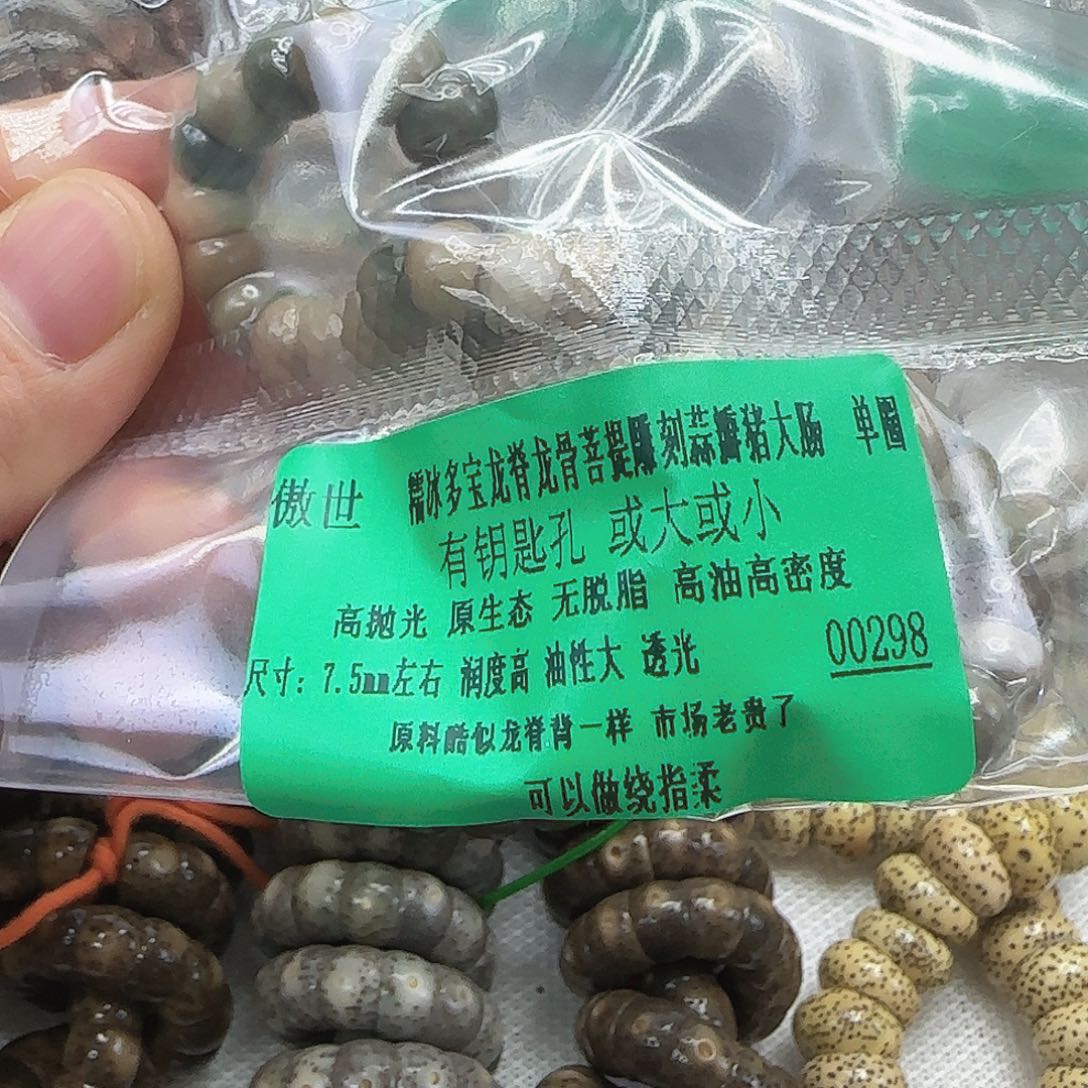 傲世 糯冰多宝龙脊龙骨菩提雕刻蒜瓣猪大肠 单圈
有钥匙孔 或大或小
高抛光 原生态 无脱脂 高油高密度
尺寸：7.5mm左右 润度高 油性大 透光 00298
原料酷似龙脊背一样 市场老贵了
可以做绕指柔